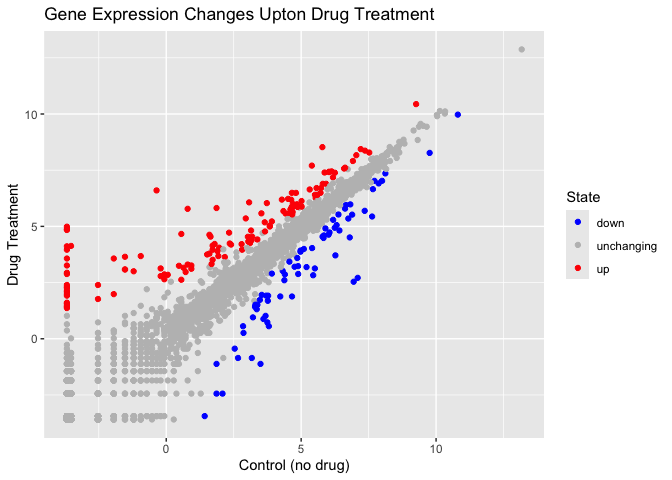 Gene Expression Changes Upton Drug Treatment
10
5
0
Drug Treatment
0
5
10
Control (no drug)
State
down
unchanging
up